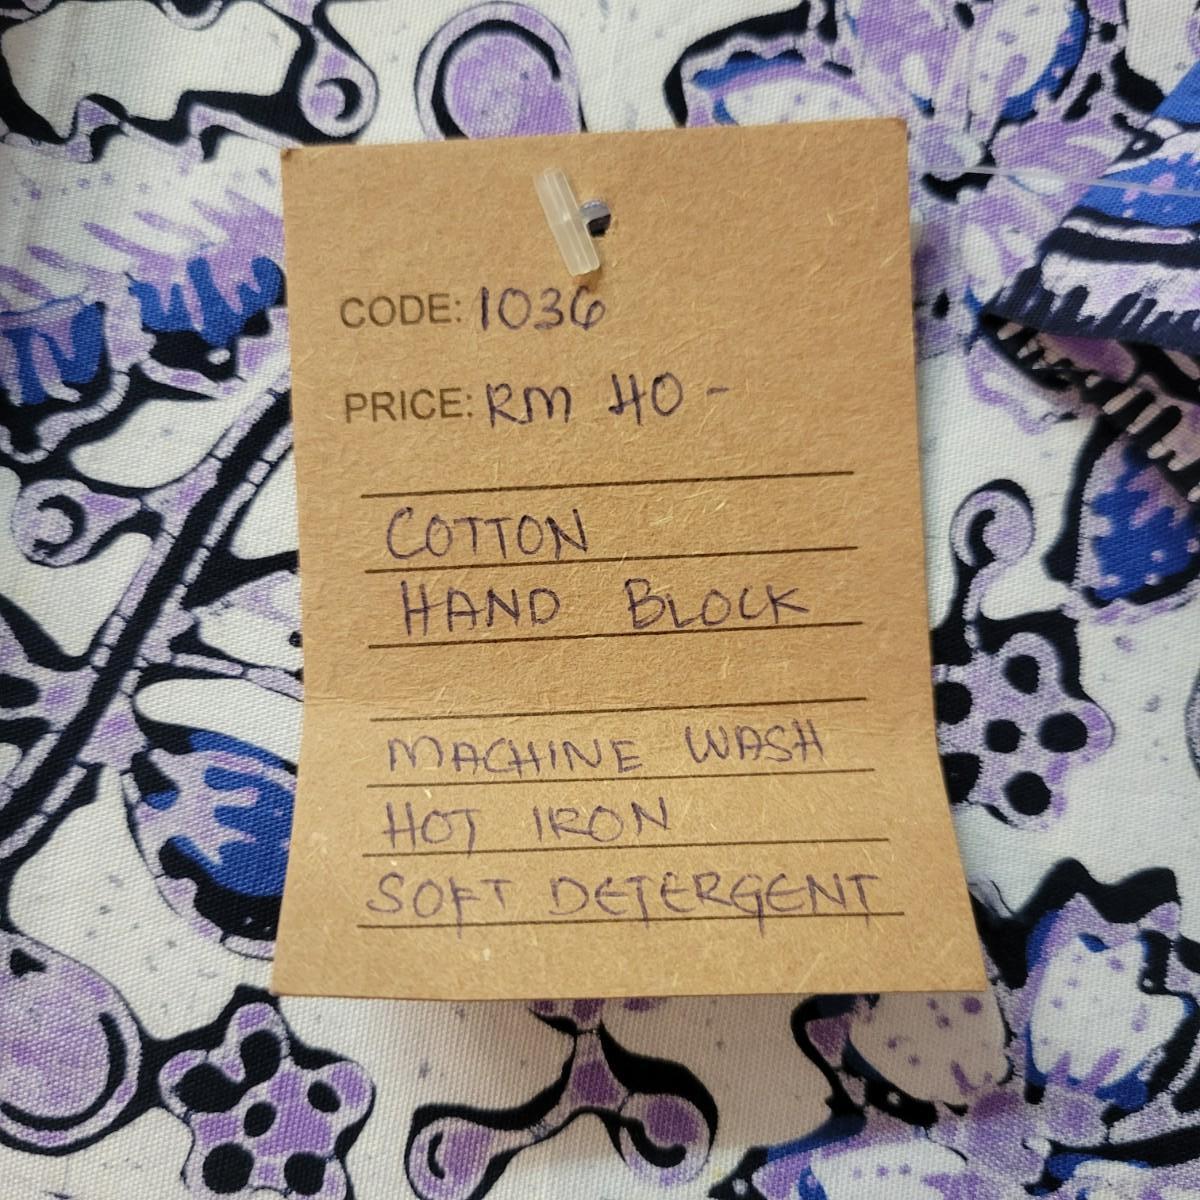 CODE: 1036
PRICE: RM 40 -
COTTON
HAND BLOCK
MACHINE WASH
HOT IRON
SOFT DETERGENT